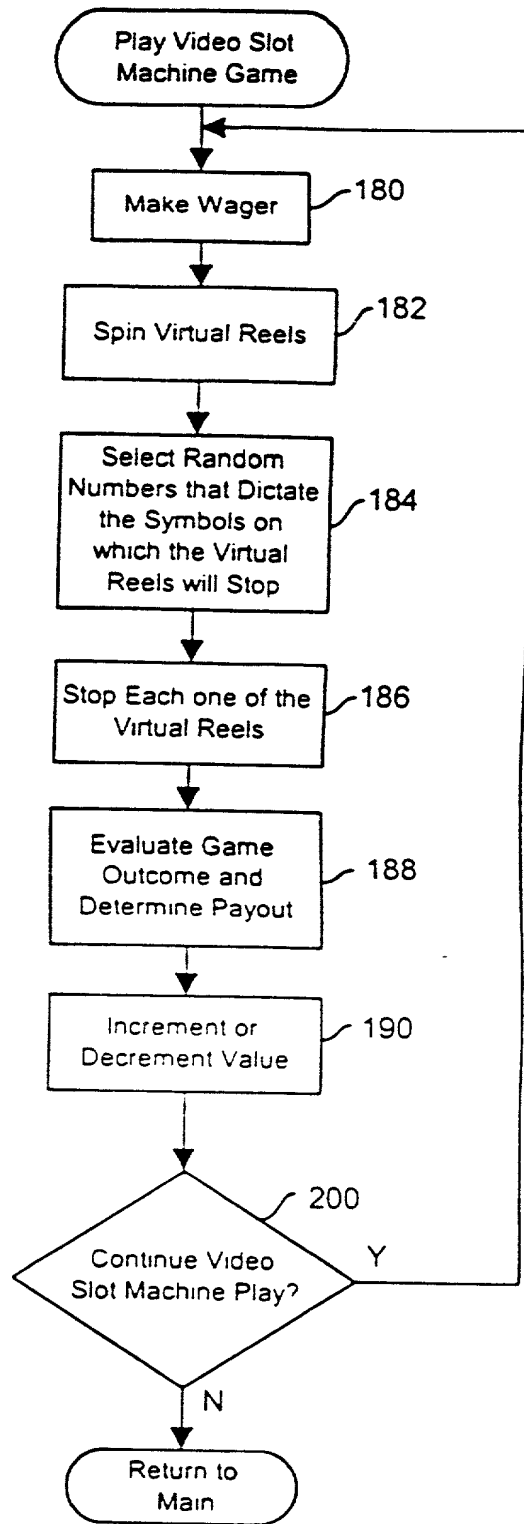 Play Video Slot
Machine Game
Make Wager
180
Spin Virtual Reels
182
Select Random
Numbers that Dictate
the Symbols on
which the Virtual
Reels will Stop
184
Stop Each one of the
Virtual Reels
186
Evaluate Game
Outcome and
Determine Payout
188
Increment or
Decrement Value
190
200
Continue Video
Slot Machine Play?
Y
N
Return to
Main